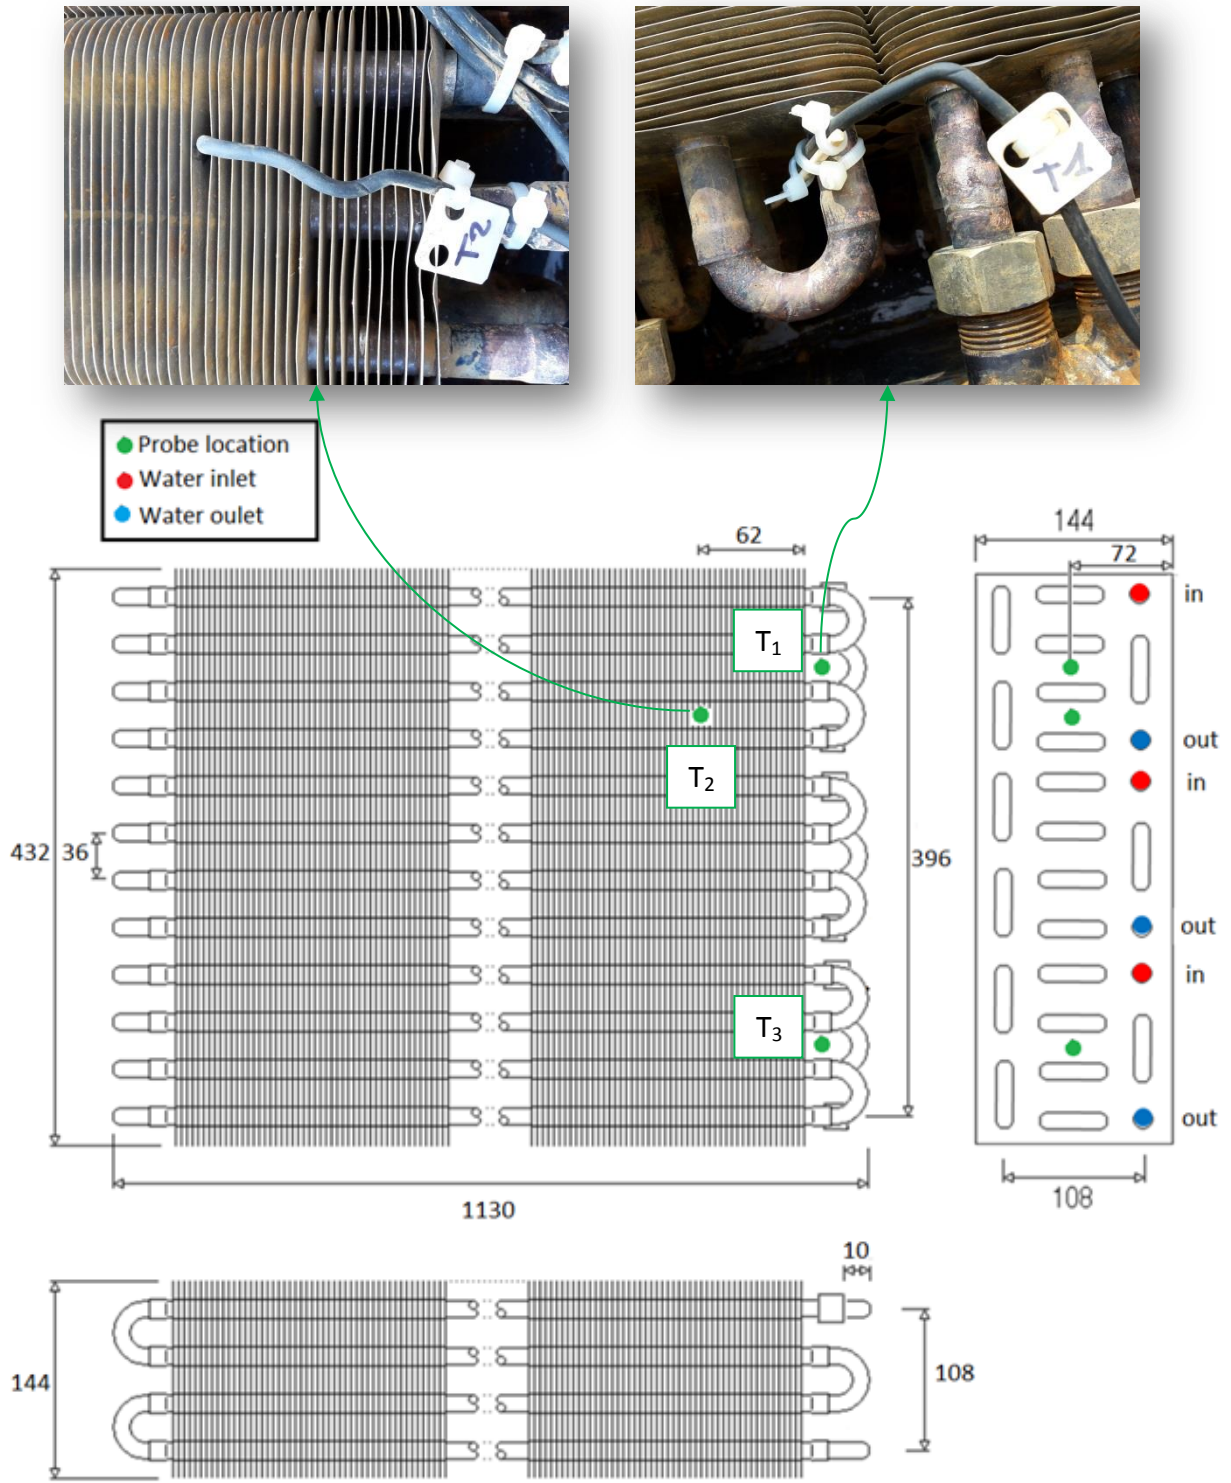 T2
T1
Probe location
Water inlet
Water oulet
62
144
72
T1
in
T2
out
in
432
36
396
out
in
T3
out
1130
108
10
144
108